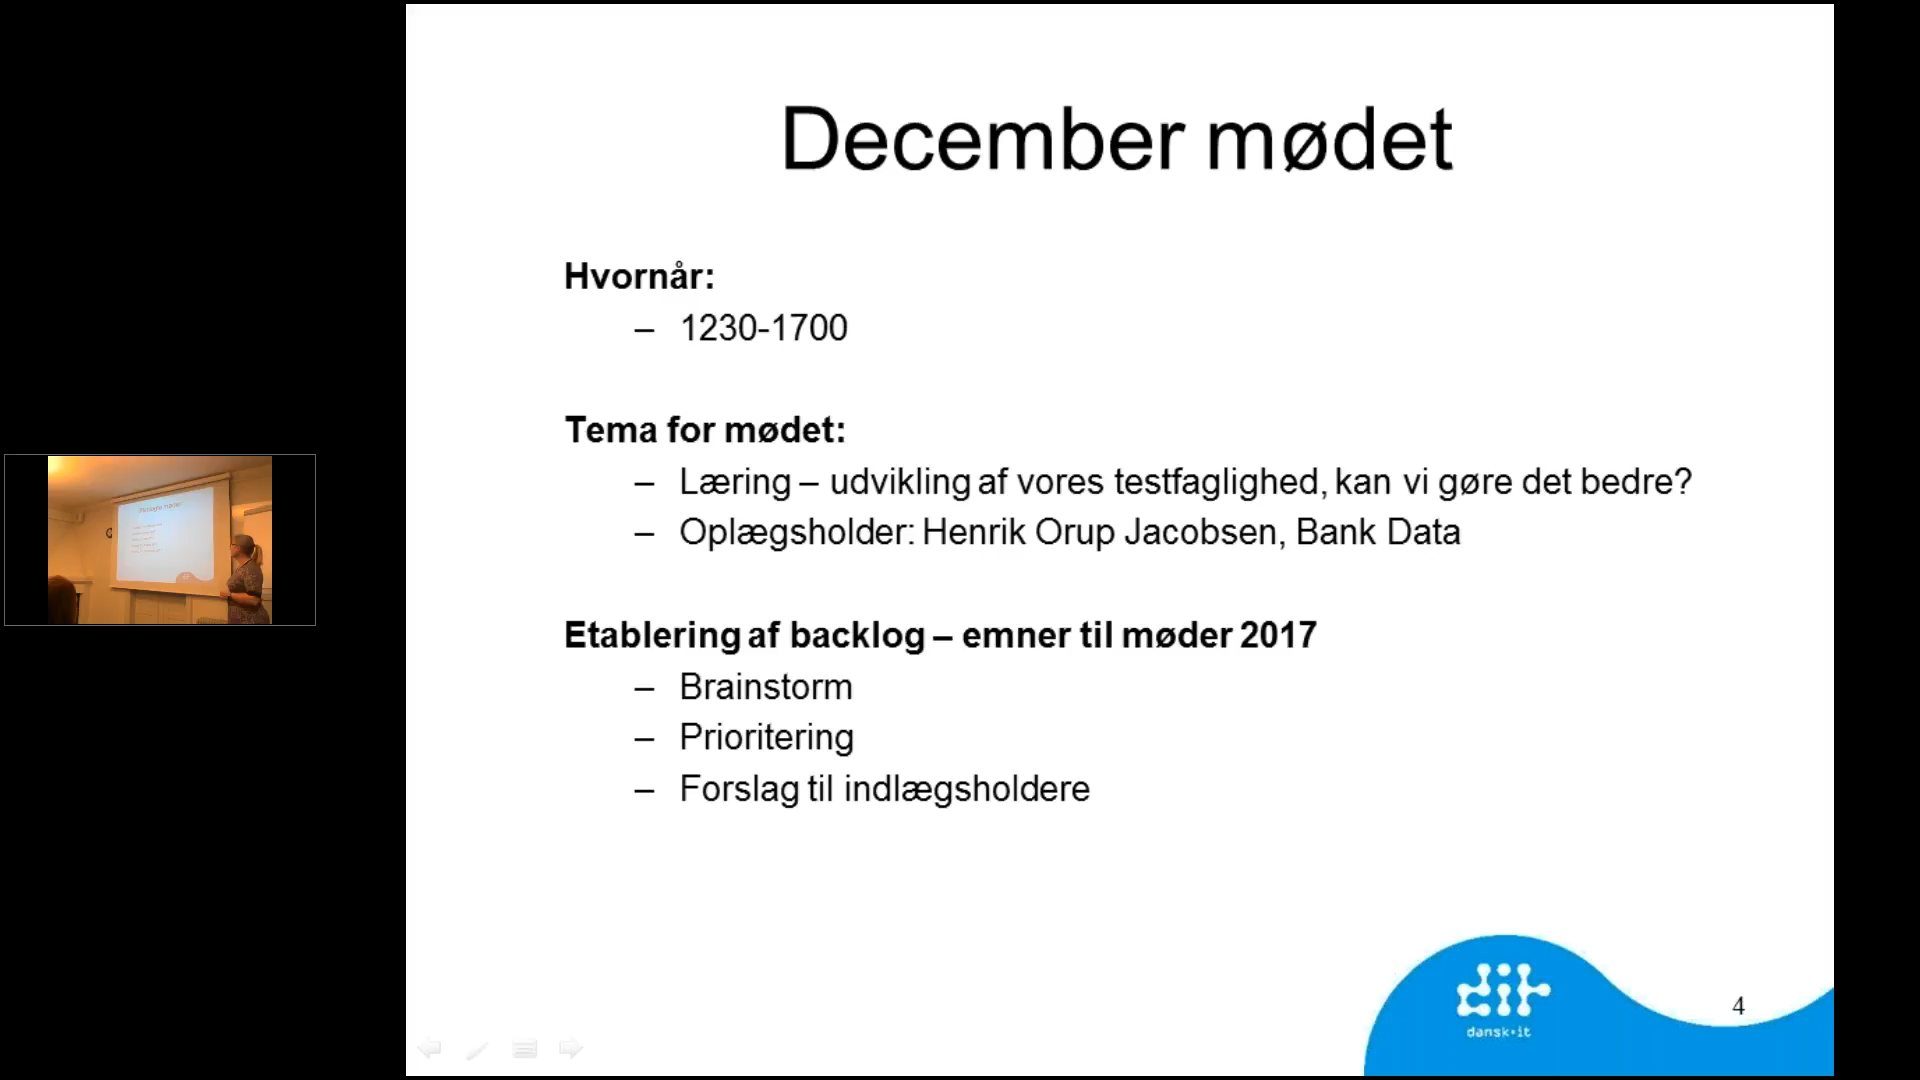 December mødet
Hvornår:
– 1230-1700
Tema for mødet:
– Læring – udvikling af vores testfaglighed, kan vi gøre det bedre?
– Oplægsholder: Henrik Orup Jacobsen, Bank Data
Etablering af backlog – emner til møder 2017
– Brainstorm
– Prioritering
– Forslag til indlægsholdere
dit
dansk·it
4